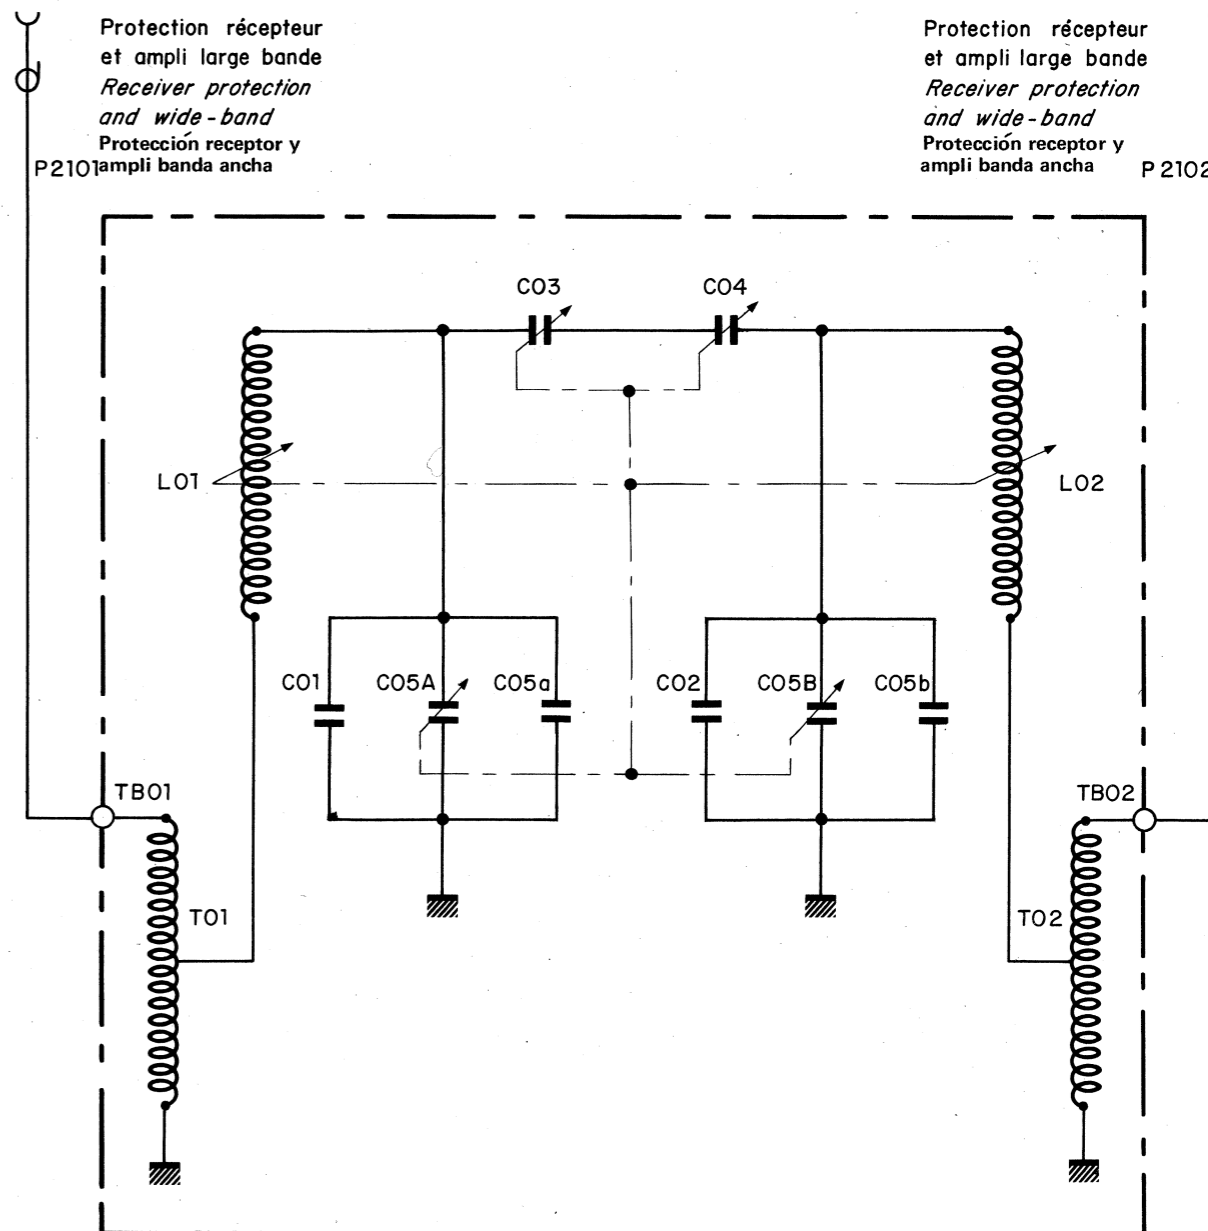 Protection récepteur
et ampli large bande
Receiver protection
and wide-band
Protección receptor y
ampli banda ancha
P2101
Protection récepteur
et ampli large bande
Receiver protection
and wide-band
Protección receptor y
ampli banda ancha
P2102
C03
C04
L01
L02
C01
C05A
C05a
C02
C05B
C05b
TB01
TB02
T01
T02